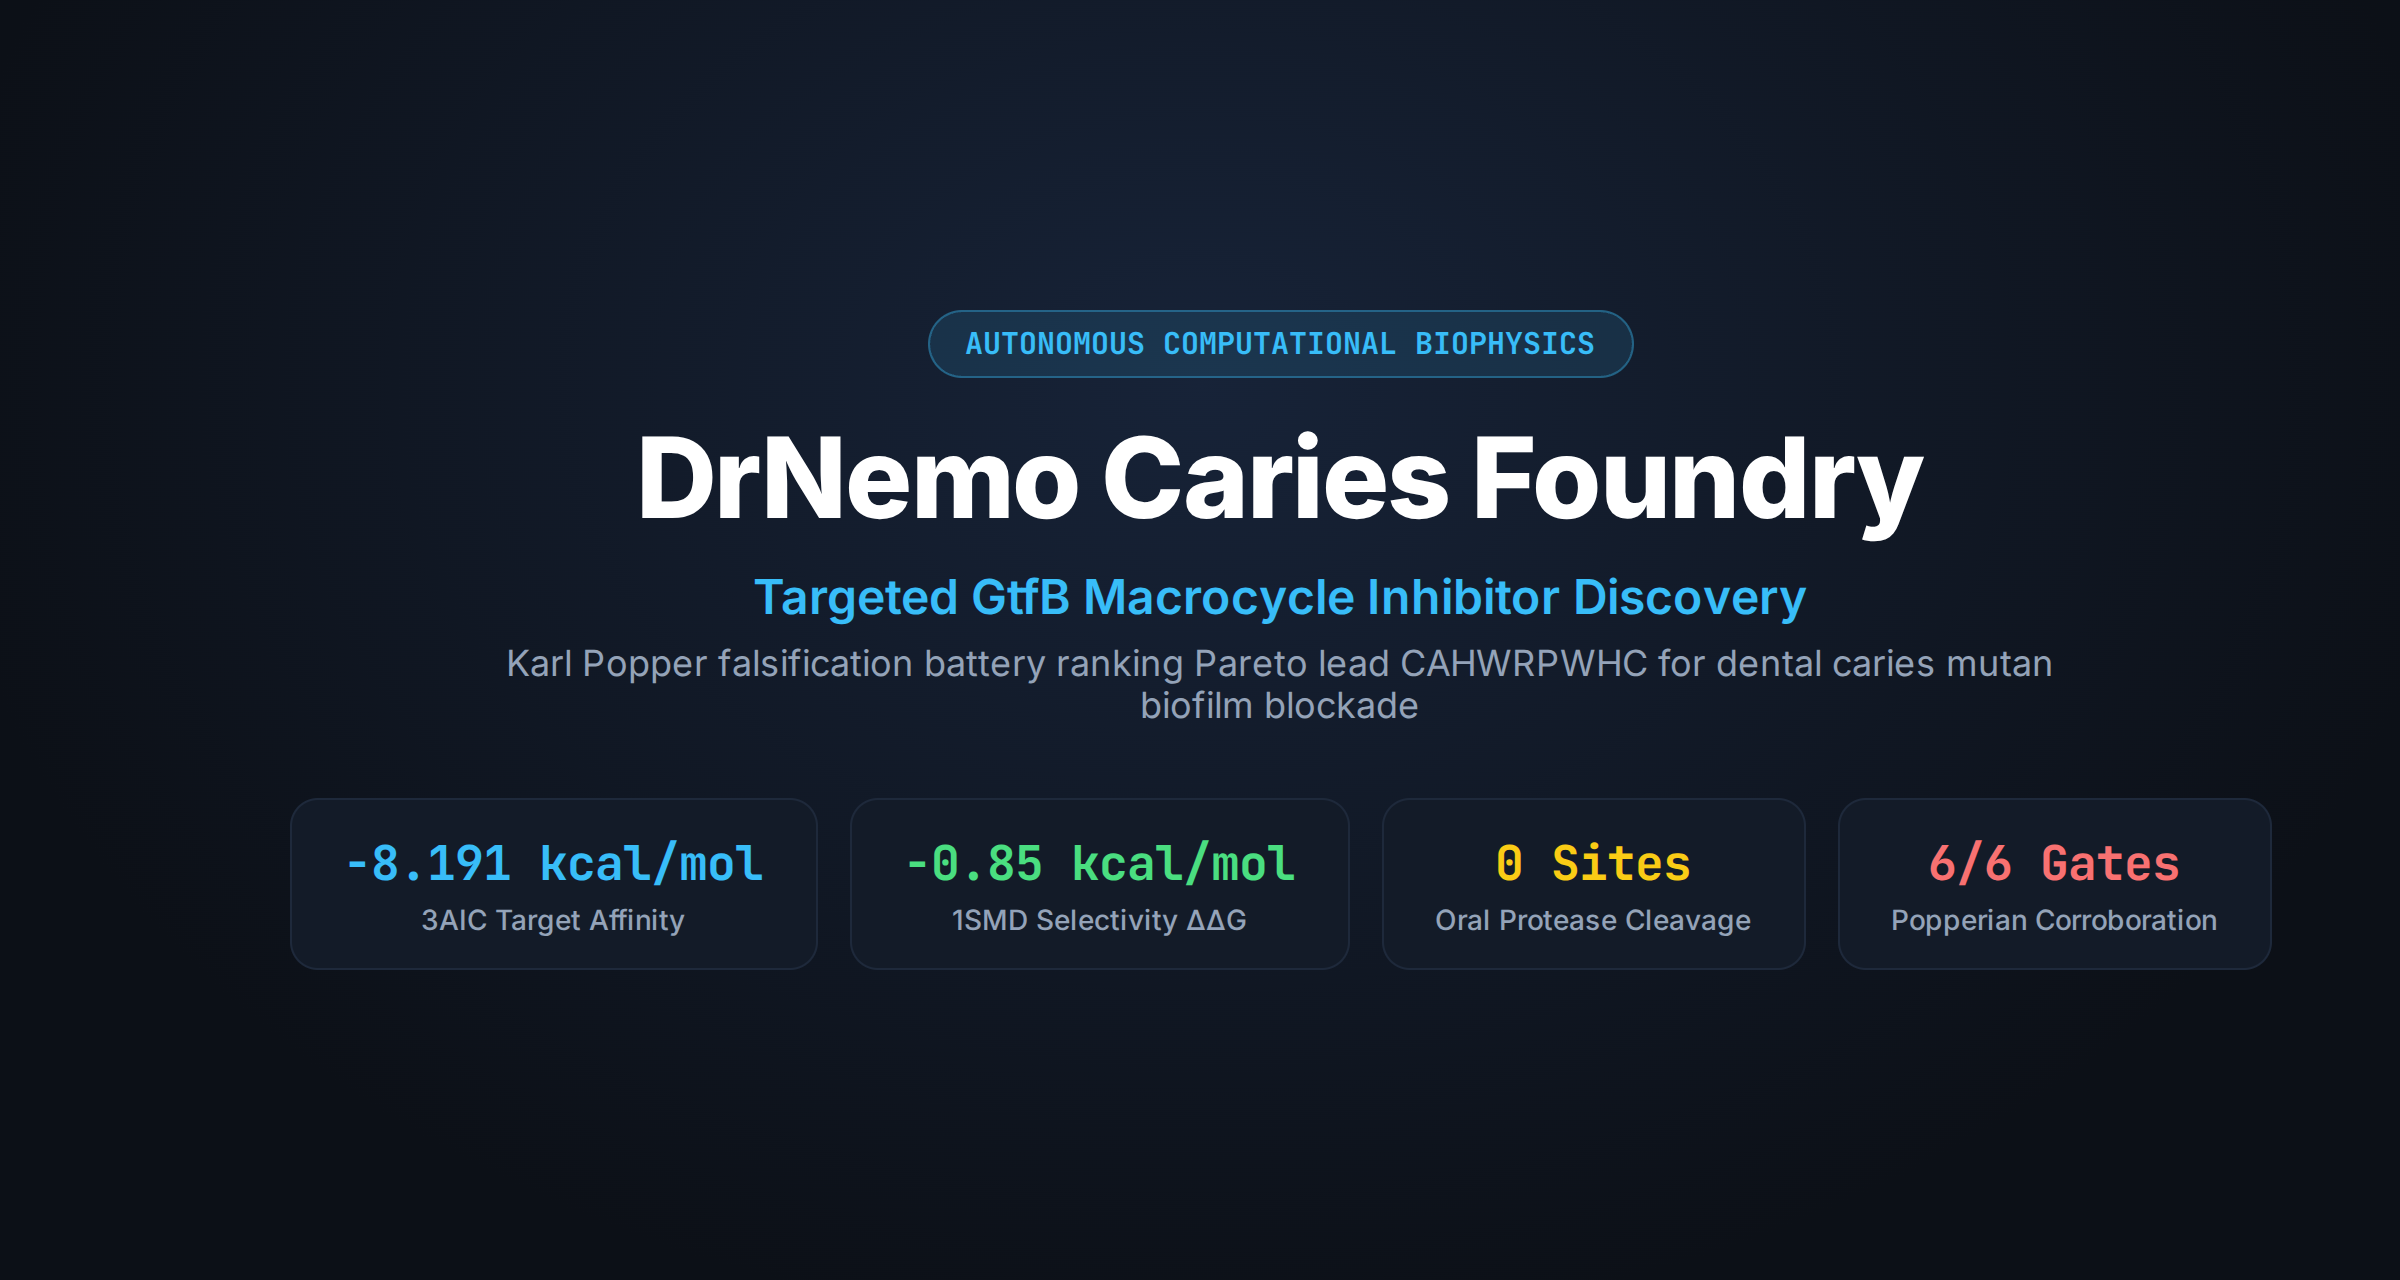 AUTONOMOUS COMPUTATIONAL BIOPHYSICS
DrNemo Caries Foundry
Targeted GtfB Macrocycle Inhibitor Discovery
Karl Popper falsification battery ranking Pareto lead CAHWRPWHC for dental caries mutan
biofilm blockade
-8.191 kcal/mol
3AIC Target Affinity
-0.85 kcal/mol
1SMD Selectivity ΔΔG
0 Sites
Oral Protease Cleavage
6/6 Gates
Popperian Corroboration